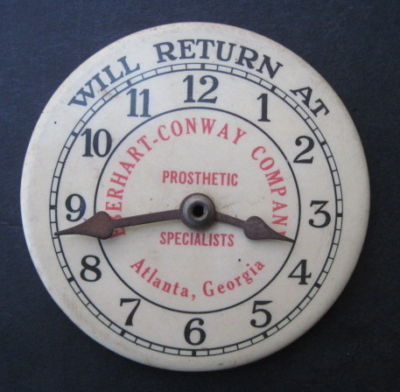 WILL RETURN AT
12
1
2
3
4
5
6
7
8
9
10
11
EBERHART-CONWAY COMPANY
PROSTHETIC
SPECIALISTS
Atlanta, Georgia